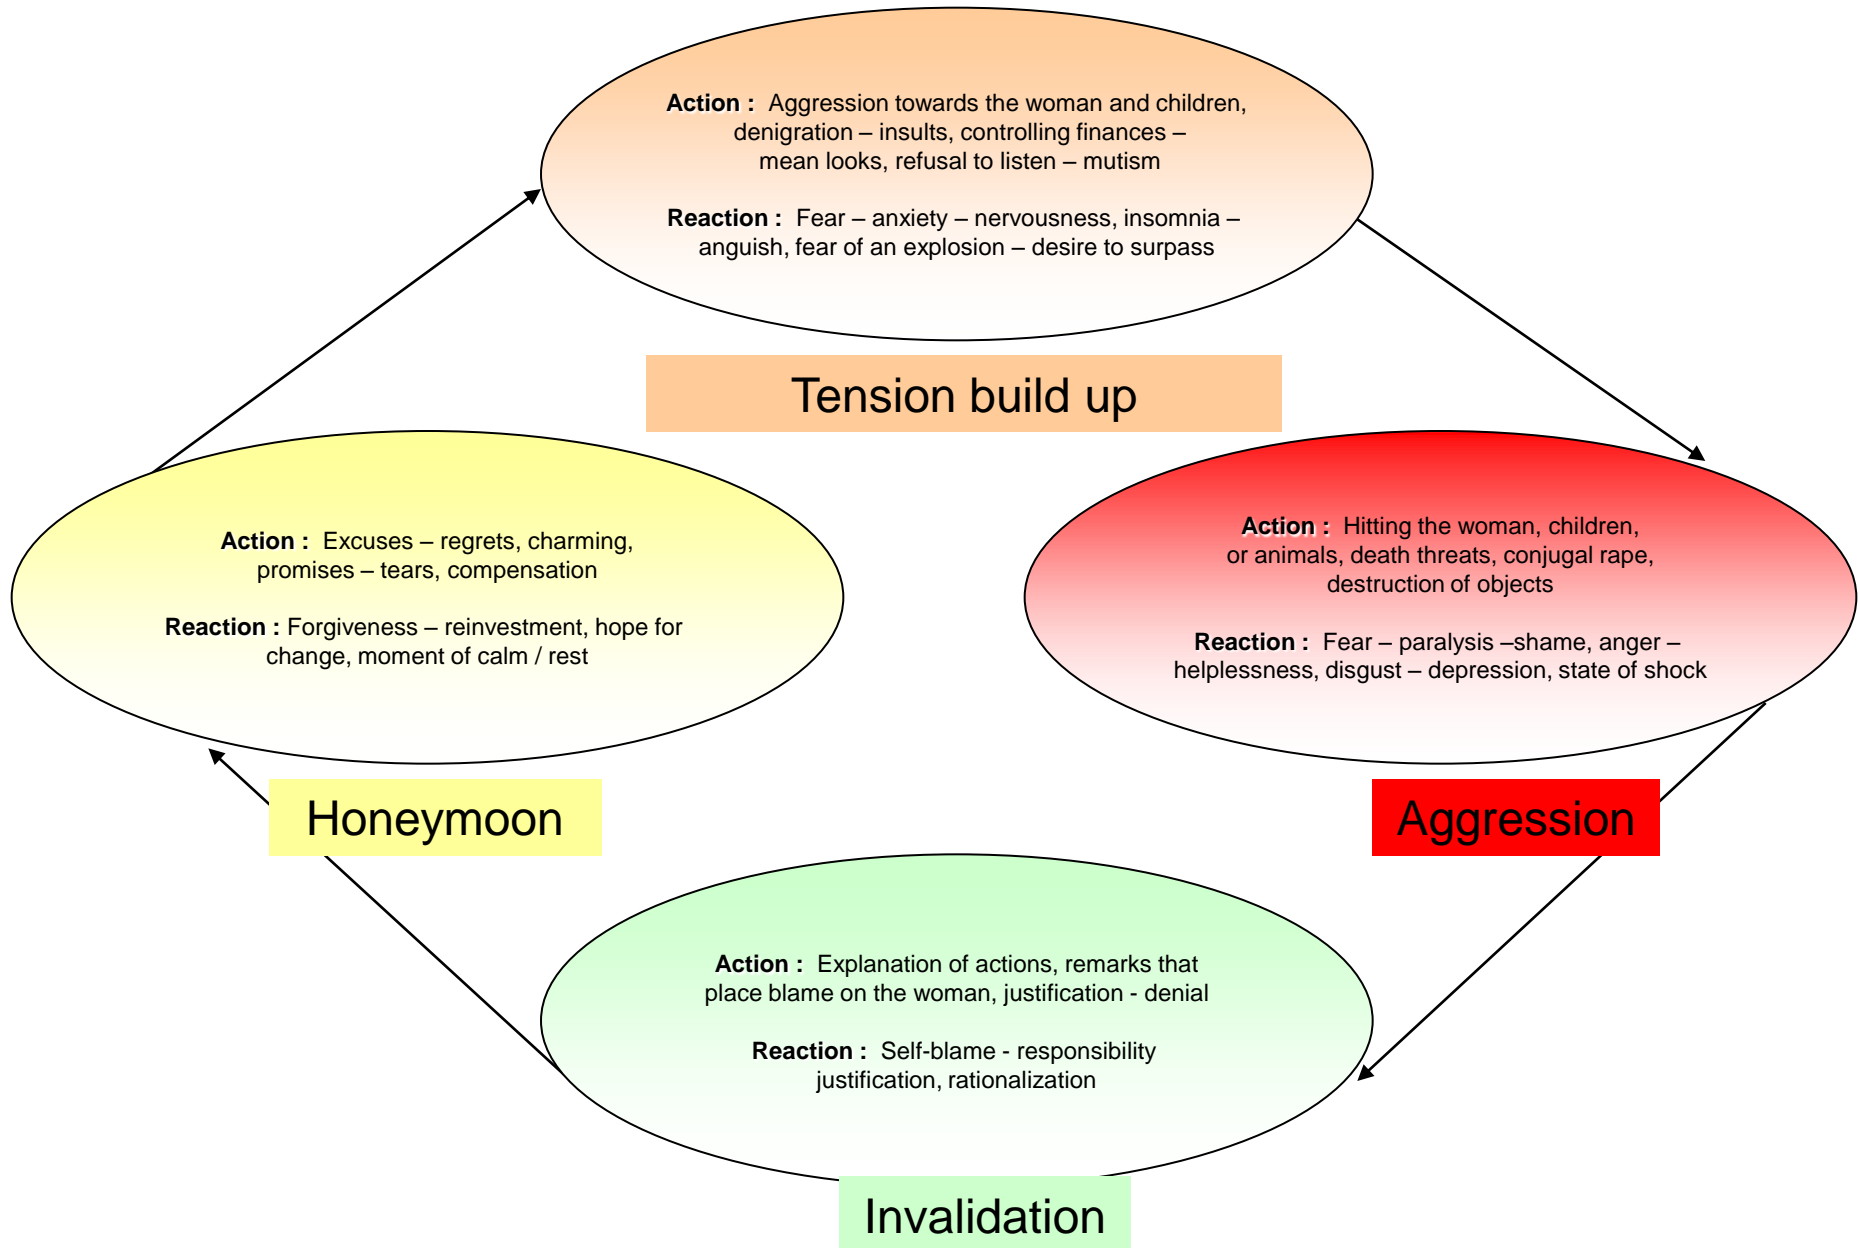 Action : Aggression towards the woman and children,
denigration – insults, controlling finances –
mean looks, refusal to listen – mutism
Reaction : Fear – anxiety – nervousness, insomnia –
anguish, fear of an explosion – desire to surpass
Tension build up
Action : Excuses – regrets, charming,
promises – tears, compensation
Reaction : Forgiveness – reinvestment, hope for
change, moment of calm / rest
Honeymoon
Action : Hitting the woman, children,
or animals, death threats, conjugal rape,
destruction of objects
Reaction : Fear – paralysis –shame, anger –
helplessness, disgust – depression, state of shock
Aggression
Action : Explanation of actions, remarks that
place blame on the woman, justification - denial
Reaction : Self-blame - responsibility
justification, rationalization
Invalidation